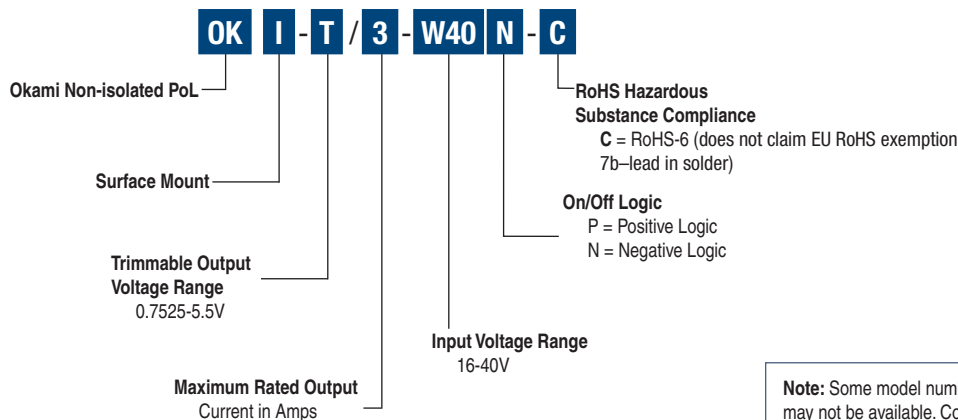 OK I - T / 3 - W40 N - C
Okami Non-isolated PoL
RoHS Hazardous
Substance Compliance
C = RoHS-6 (does not claim EU RoHS exemption
7b–lead in solder)
Surface Mount
On/Off Logic
P = Positive Logic
N = Negative Logic
Trimmable Output
Voltage Range
0.7525-5.5V
Input Voltage Range
16-40V
Maximum Rated Output
Current in Amps
Note: Some model num
may not be available. Co